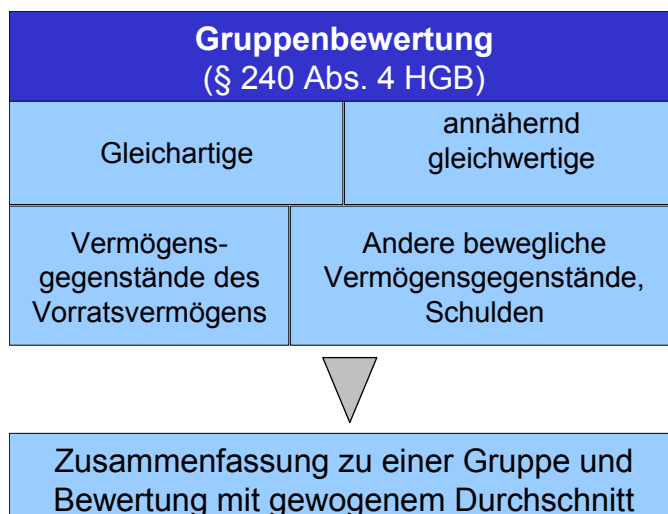 Gruppenbewertung
(§ 240 Abs. 4 HGB)
Gleichartige
annähernd
gleichwertige
Vermögens-
gegenstände des
Vorratsvermögens
Andere bewegliche
Vermögensgegenstände,
Schulden
Zusammenfassung zu einer Gruppe und
Bewertung mit gewogenem Durchschnitt